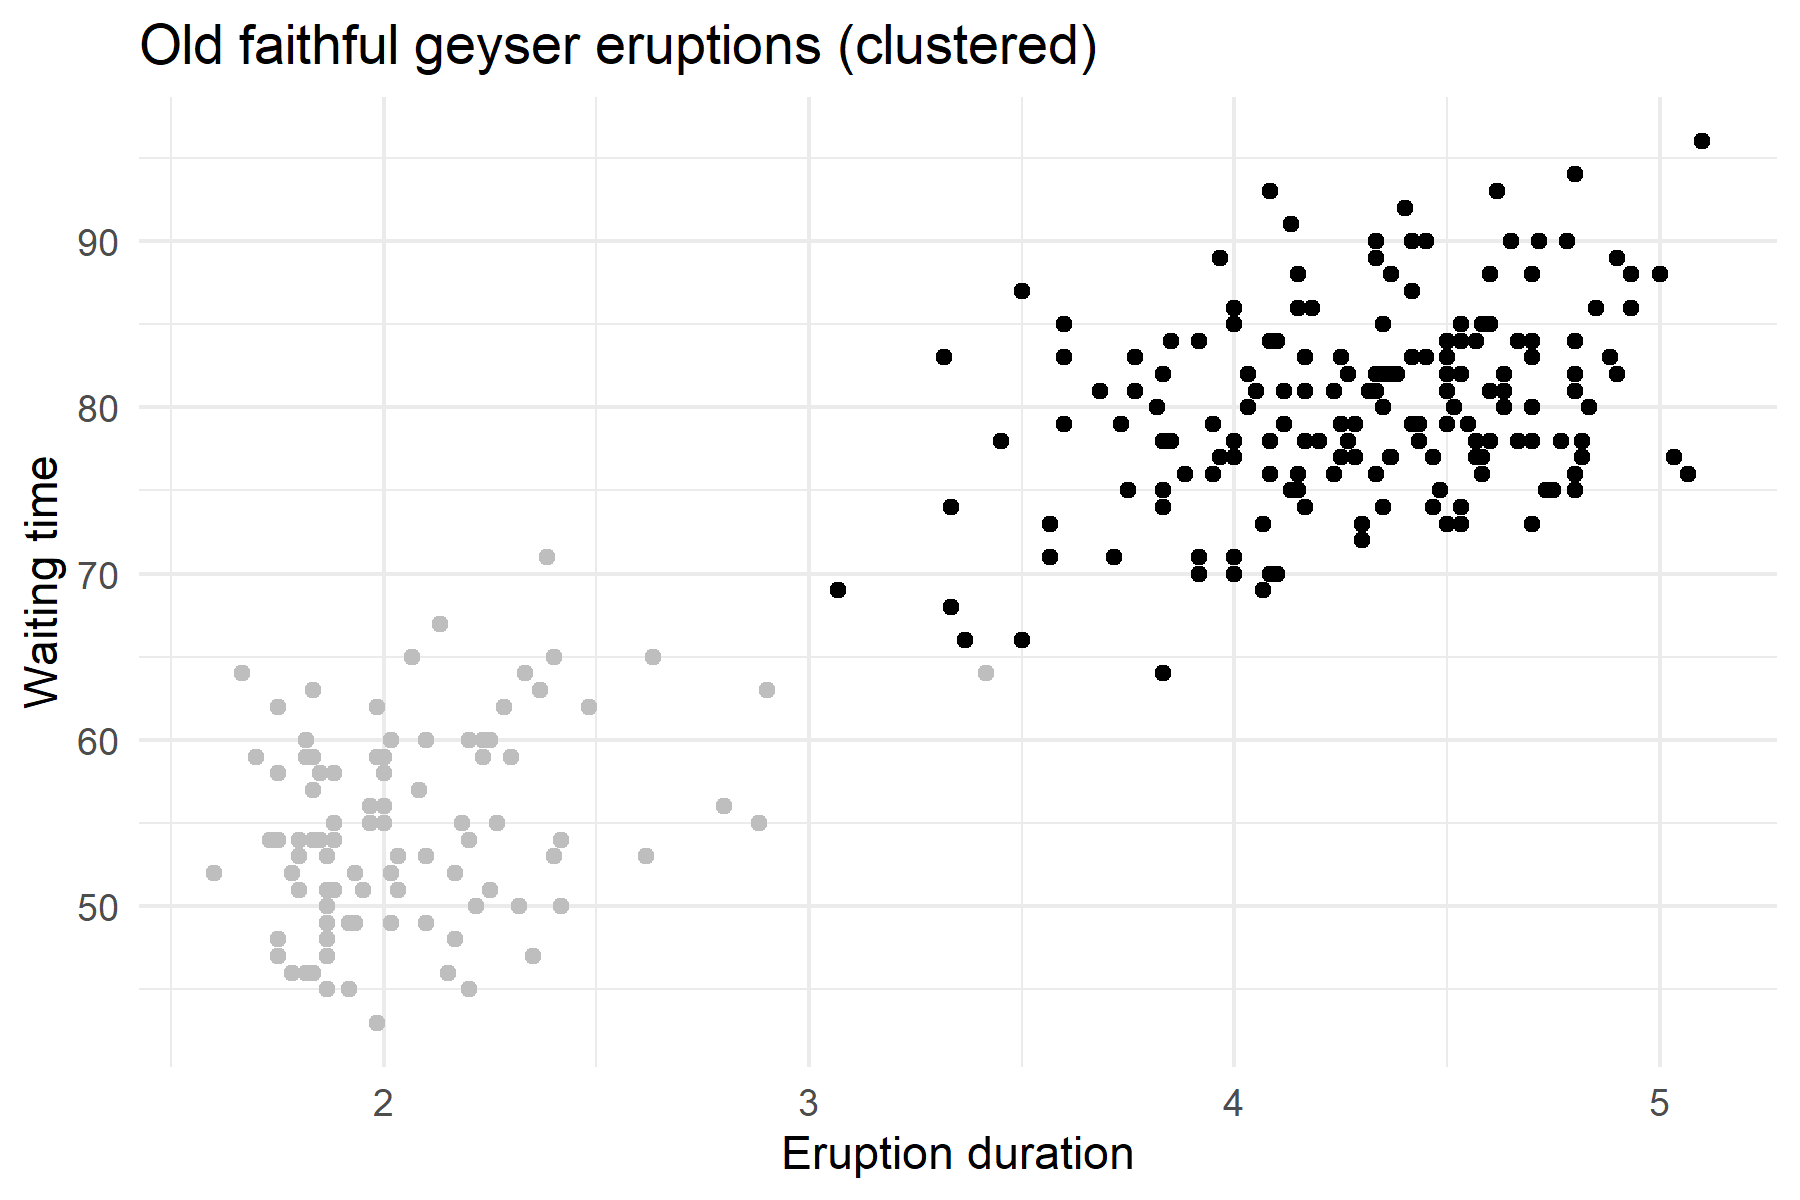 Old faithful geyser eruptions (clustered)
Waiting time
90
80
70
60
50
2 3 4 5
Eruption duration